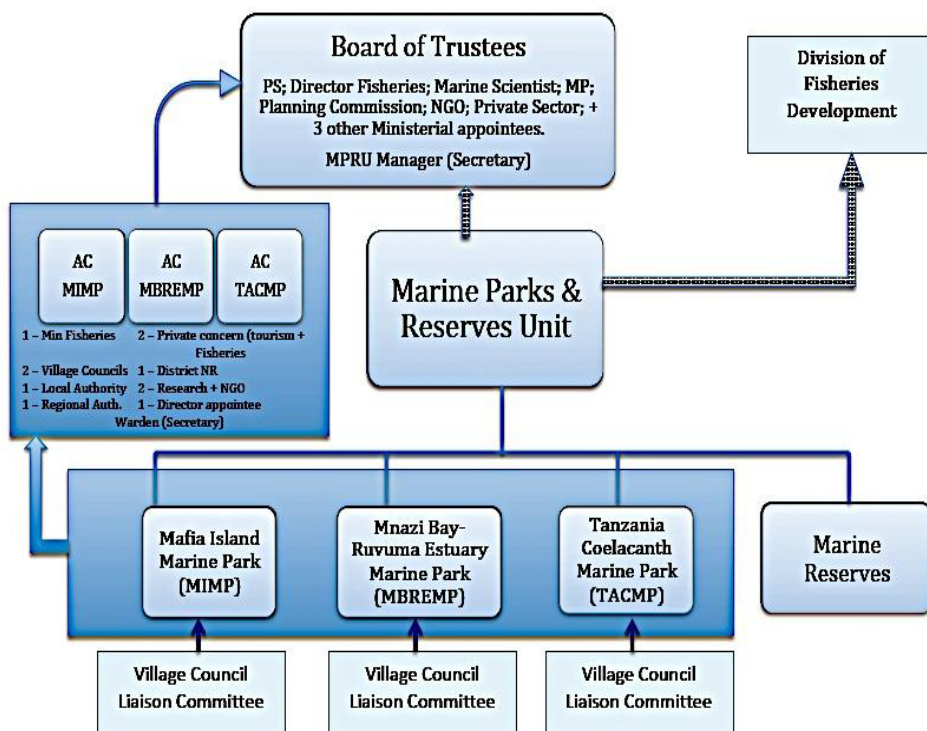 Board of Trustees
PS; Director Fisheries; Marine Scientist; MP;
Planning Commission; NGO; Private Sector; +
3 other Ministerial appointees.
MPRU Manager (Secretary)
Division of
Fisheries
Development
AC
MIMP
AC
MBREMP
AC
TACMP
1 – Min Fisheries
2 – Private concern (tourism +
Fisheries
2 – Village Councils
1 – District NR
1 – Local Authority
2 – Research + NGO
1 – Regional Auth.
1 – Director appointee
Warden (Secretary)
Marine Parks &
Reserves Unit
Mafia Island
Marine Park
(MIMP)
Mnazi Bay-
Ruvuma Estuary
Marine Park
(MBREMP)
Tanzania
Coelacanth
Marine Park
(TACMP)
Marine
Reserves
Village Council
Liaison Committee
Village Council
Liaison Committee
Village Council
Liaison Committee